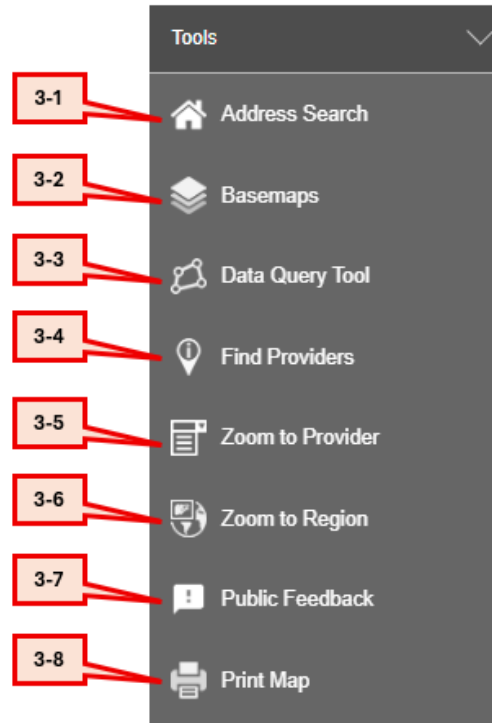 Tools
3-1
Address Search
3-2
Basemaps
3-3
Data Query Tool
3-4
Find Providers
3-5
Zoom to Provider
3-6
Zoom to Region
3-7
Public Feedback
3-8
Print Map